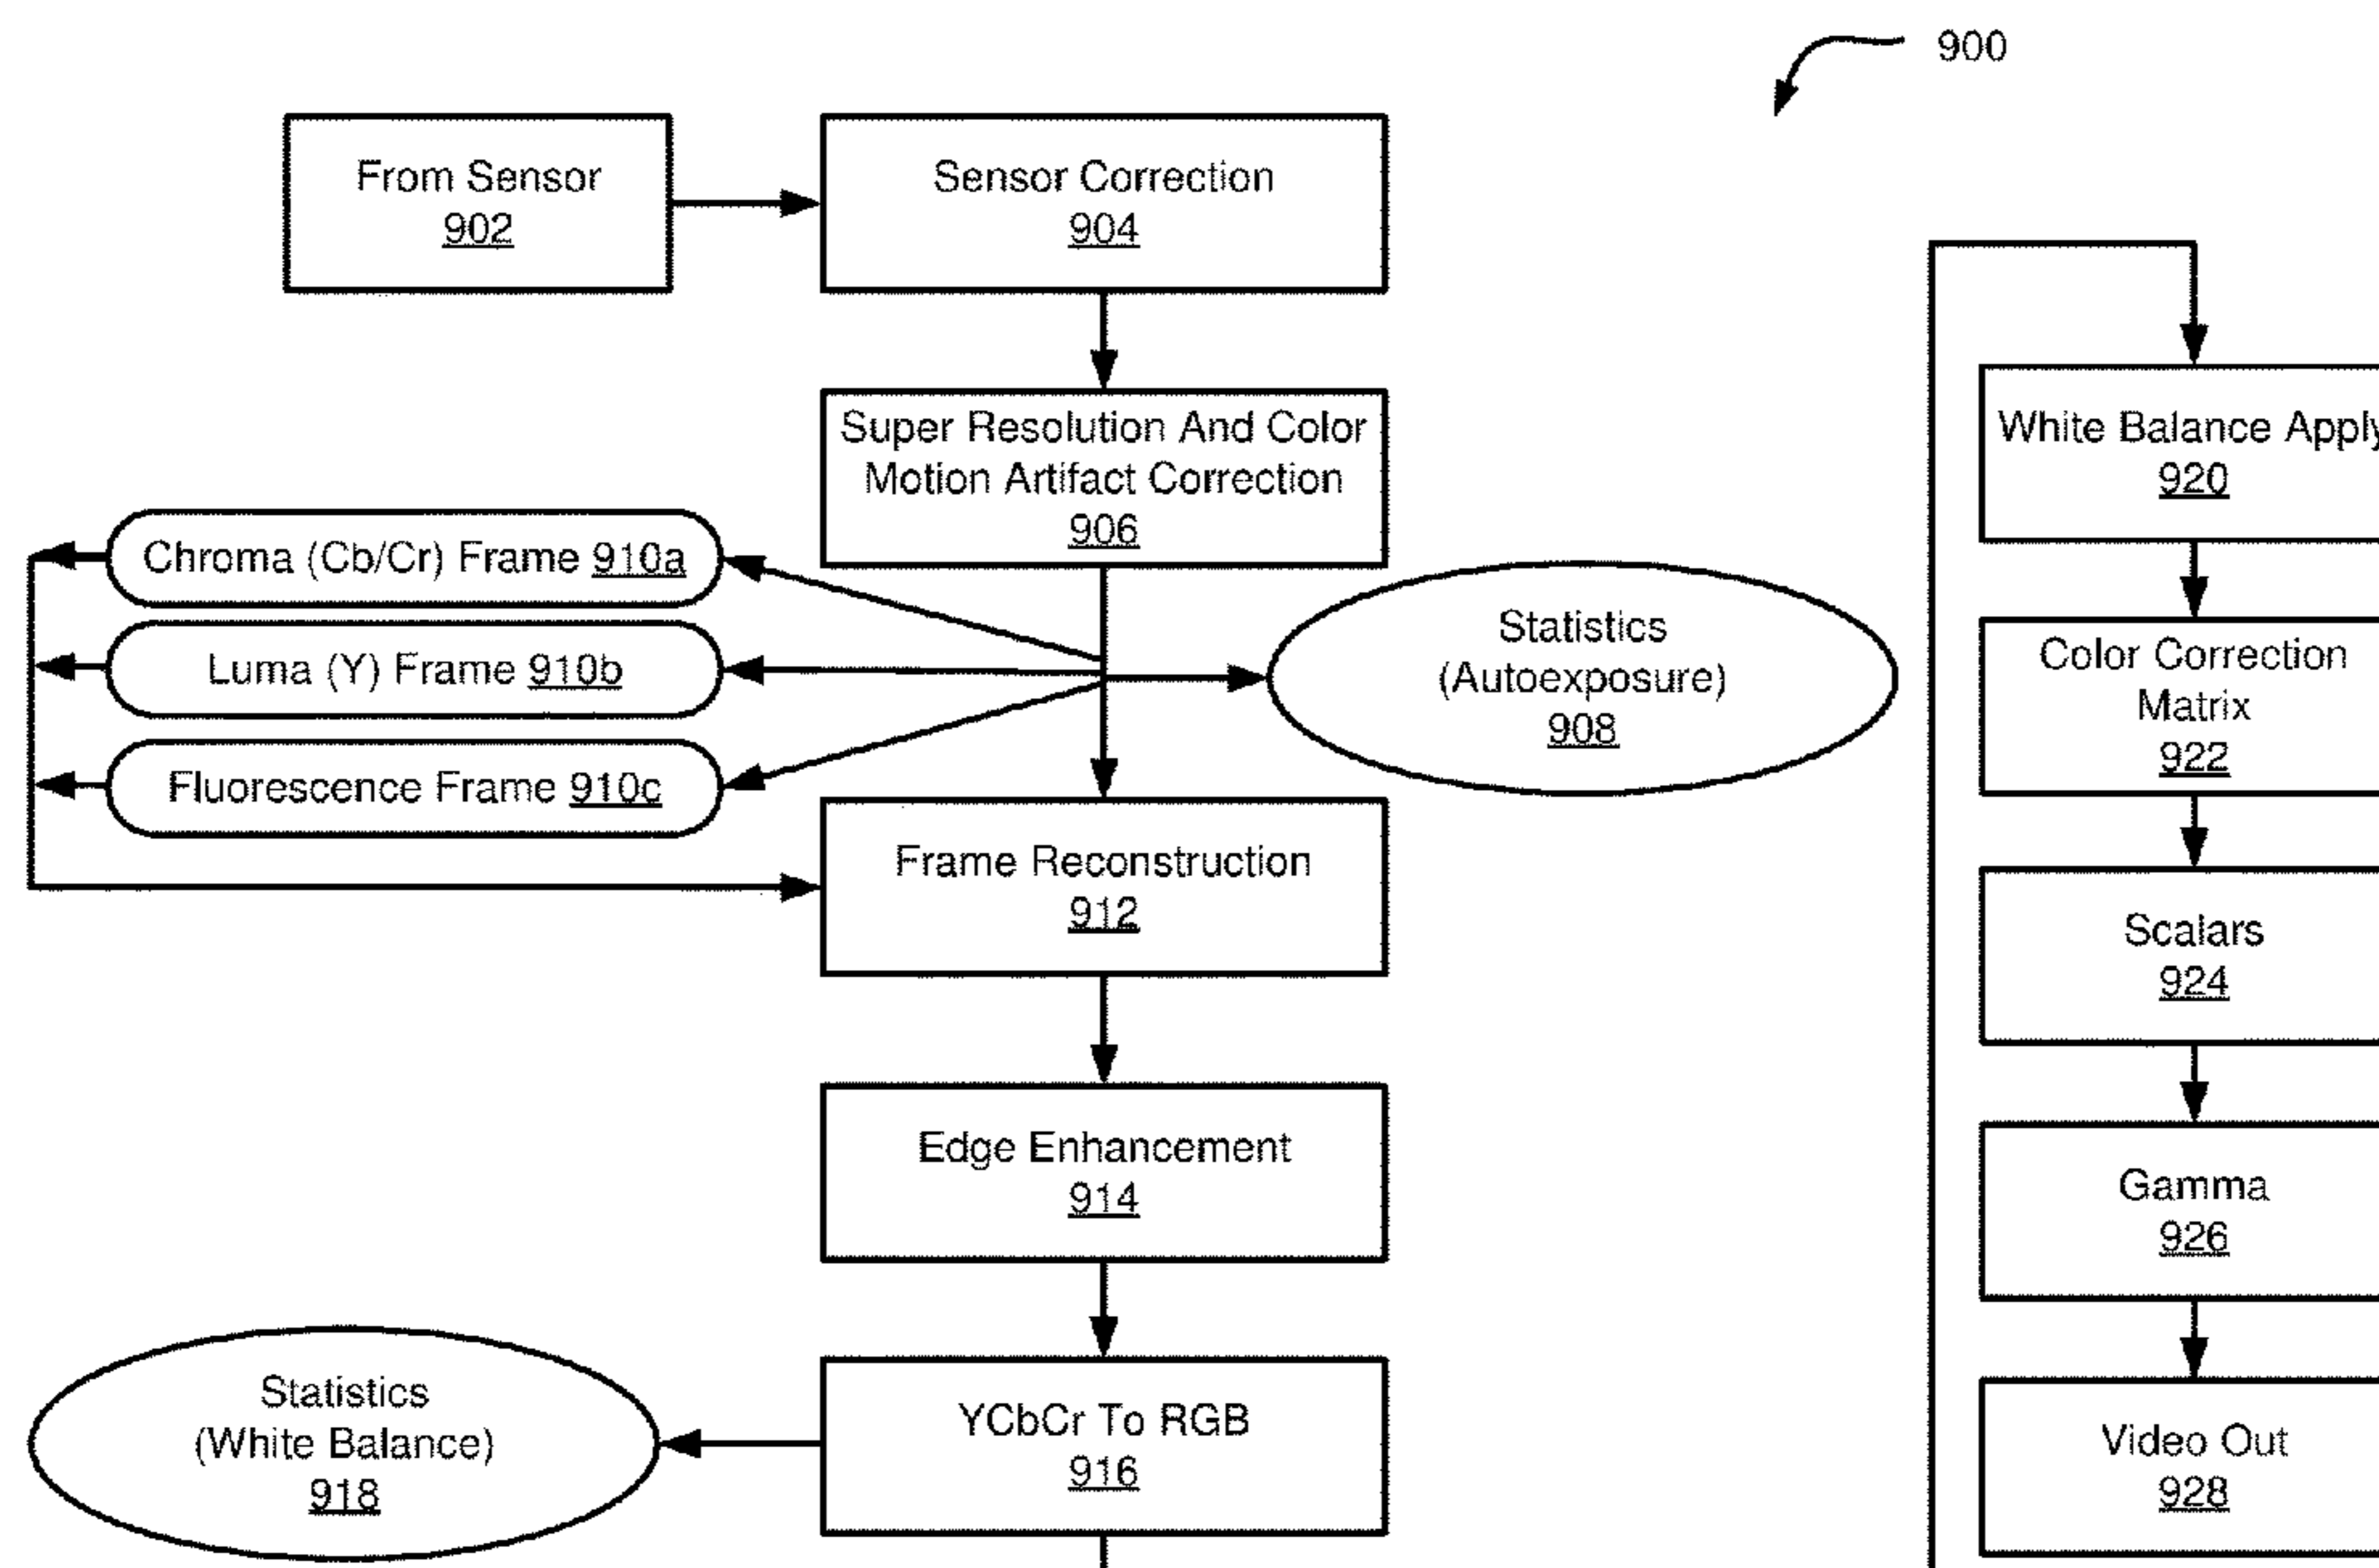 900
From Sensor
902
Sensor Correction
904
Super Resolution And Color
Motion Artifact Correction
906
Chroma (Cb/Cr) Frame 910a
Luma (Y) Frame 910b
Fluorescence Frame 910c
Statistics
(Autoexposure)
908
Frame Reconstruction
912
Edge Enhancement
914
YCbCr To RGB
916
Statistics
(White Balance)
918
White Balance Apply
920
Color Correction
Matrix
922
Scalars
924
Gamma
926
Video Out
928